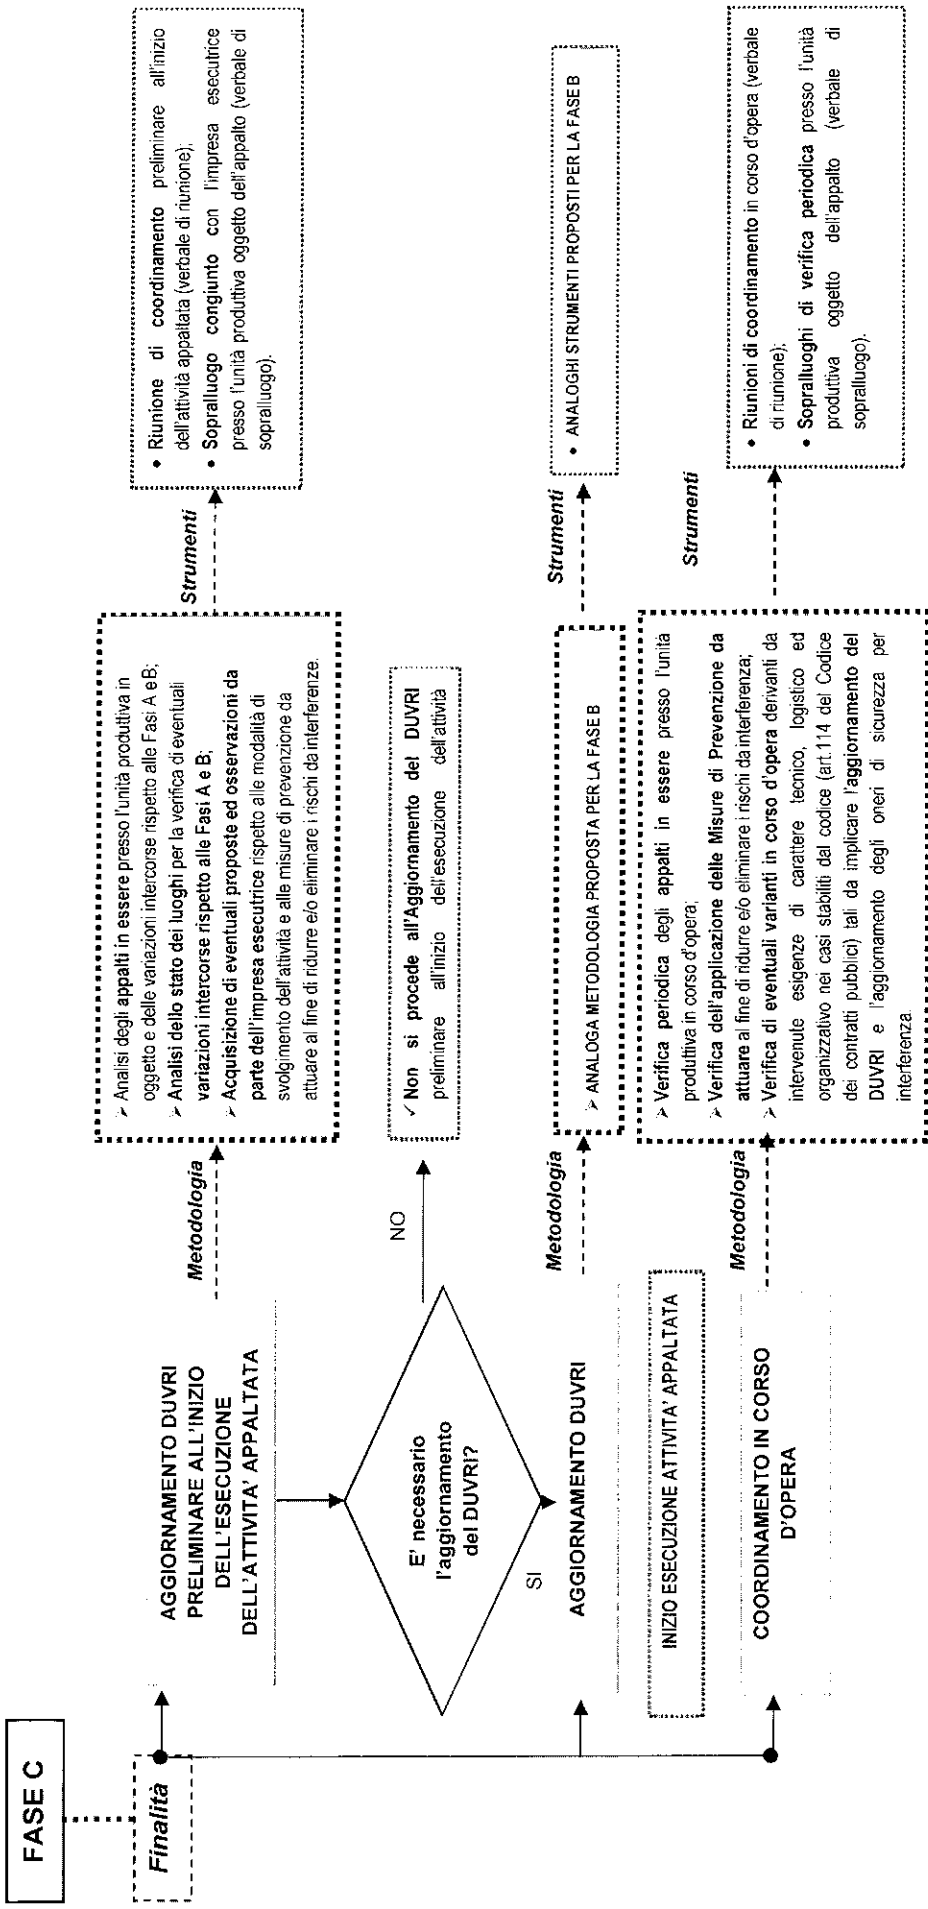 FASE C
Finalità
AGGIORNAMENTO DUVRI
PRELIMINARE ALL'INIZIO
DELL'ESECUZIONE
DELL'ATTIVITA' APPALTATA
Metodologia
➢ Analisi degli appalti in essere presso l'unità produttiva in
oggetto e delle variazioni intercorse rispetto alle Fasi A e B;
➢ Analisi dello stato dei luoghi per la verifica di eventuali
variazioni intercorse rispetto alle Fasi A e B;
➢ Acquisizione di eventuali proposte ed osservazioni da
parte dell'impresa esecutrice rispetto alle modalità di
svolgimento dell'attività e alle misure di prevenzione da
attuare al fine di ridurre e/o eliminare i rischi da interferenze.
Strumenti
• Riunione di coordinamento preliminare all'inizio
dell'attività appaltata (verbale di riunione);
• Sopralluogo congiunto con l'impresa esecutrice
presso l'unità produttiva oggetto dell'appalto (verbale di
sopralluogo).
E' necessario
l'aggiornamento
del DUVRI?
NO
✓ Non si procede all'Aggiornamento del DUVRI
preliminare all'inizio dell'esecuzione dell'attività
SI
AGGIORNAMENTO DUVRI
Metodologia
➢ ANALOGA METODOLOGIA PROPOSTA PER LA FASE B
Strumenti
• ANALOGHI STRUMENTI PROPOSTI PER LA FASE B
INIZIO ESECUZIONE ATTIVITA' APPALTATA
COORDINAMENTO IN CORSO
D'OPERA
Metodologia
➢ Verifica periodica degli appalti in essere presso l'unità
produttiva in corso d'opera;
➢ Verifica dell'applicazione delle Misure di Prevenzione da
attuare al fine di ridurre e/o eliminare i rischi da interferenza;
➢ Verifica di eventuali varianti in corso d'opera derivanti da
intervenute esigenze di carattere tecnico, logistico ed
organizzativo nei casi stabiliti dal codice (art.114 del Codice
dei contratti pubblici) tali da implicare l'aggiornamento del
DUVRI e l'aggiornamento degli oneri di sicurezza per
interferenza.
Strumenti
• Riunioni di coordinamento in corso d'opera (verbale
di riunione);
• Sopralluoghi di verifica periodica presso l'unità
produttiva oggetto dell'appalto (verbale di
sopralluogo).